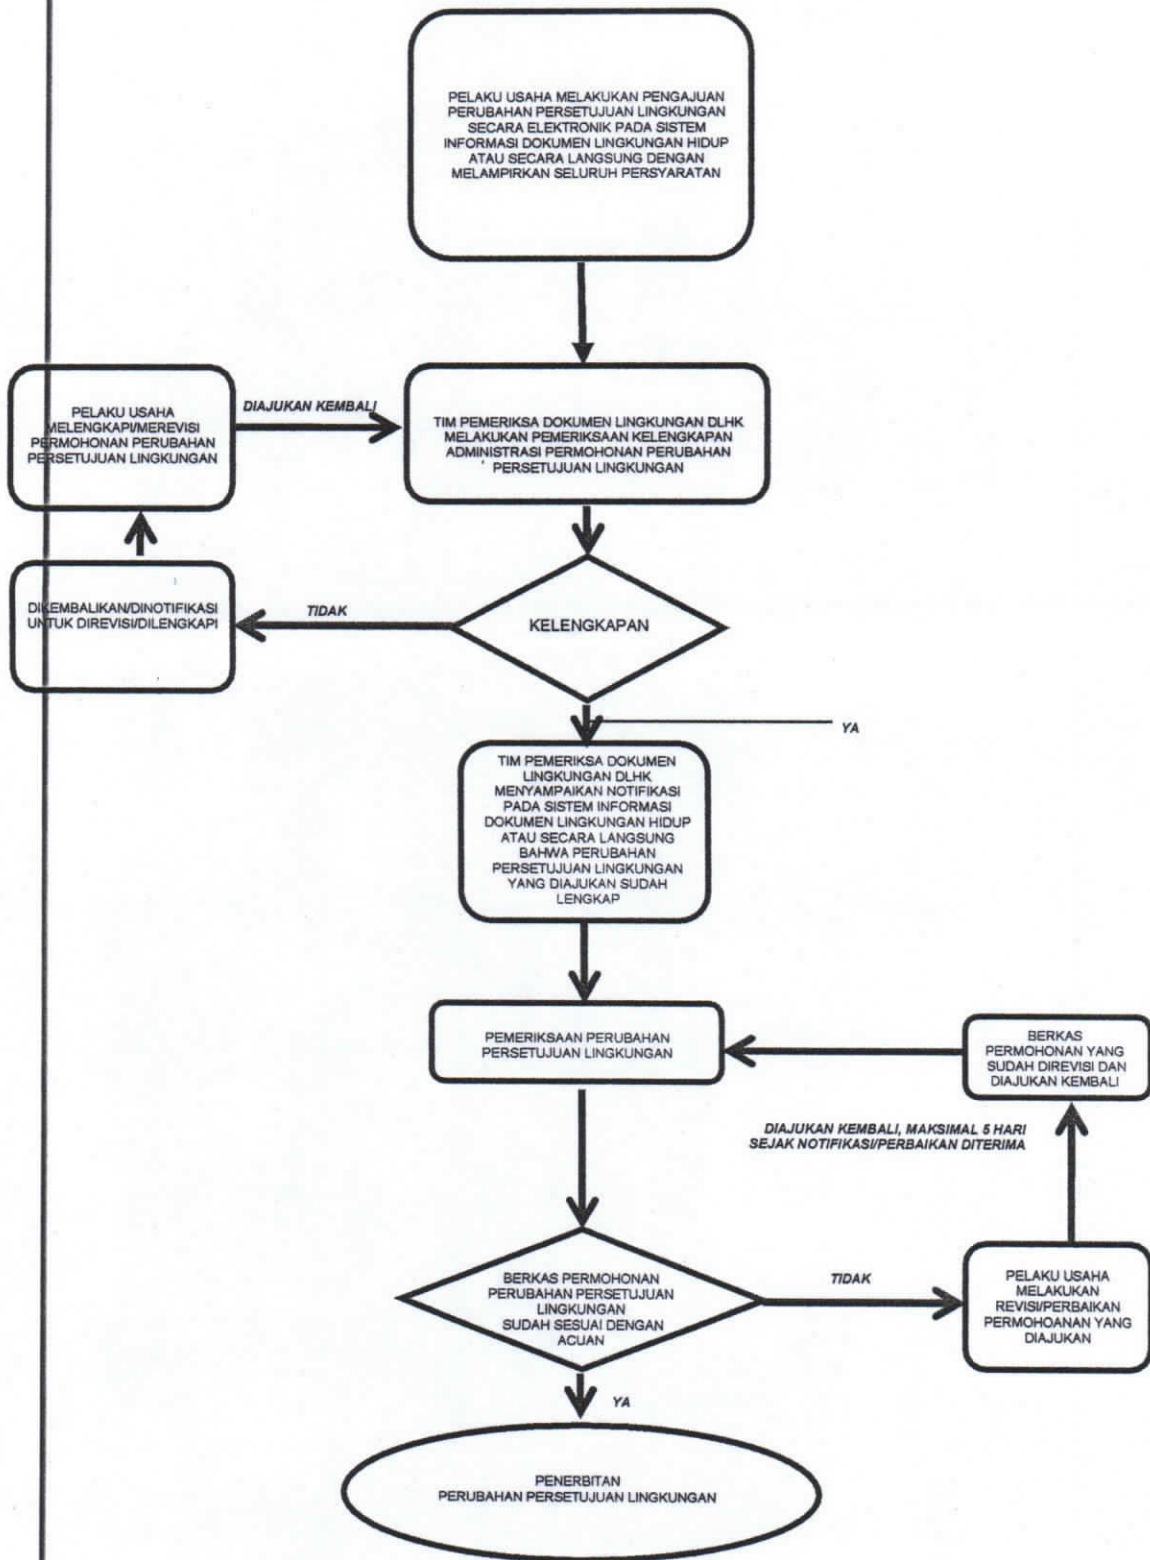 PELAKU USAHA MELAKUKAN PENGAJUAN
PERUBAHAN PERSETUJUAN LINGKUNGAN
SECARA ELEKTRONIK PADA SISTEM
INFORMASI DOKUMEN LINGKUNGAN HIDUP
ATAU SECARA LANGSUNG DENGAN
MELAMPIRKAN SELURUH PERSYARATAN
PELAKU USAHA
MELENGKAPI/MEREVISI
PERMOHONAN PERUBAHAN
PERSETUJUAN LINGKUNGAN
DIAJUKAN KEMBALI
TIM PEMERIKSA DOKUMEN LINGKUNGAN DLHK
MELAKUKAN PEMERIKSAAN KELENGKAPAN
ADMINISTRASI PERMOHONAN PERUBAHAN
PERSETUJUAN LINGKUNGAN
DIKEMBALIKAN/DINOTIFIKASI
UNTUK DIREVISI/DILENGKAPI
TIDAK
KELENGKAPAN
YA
TIM PEMERIKSA DOKUMEN
LINGKUNGAN DLHK
MENYAMPAIKAN NOTIFIKASI
PADA SISTEM INFORMASI
DOKUMEN LINGKUNGAN HIDUP
ATAU SECARA LANGSUNG
BAHWA PERUBAHAN
PERSETUJUAN LINGKUNGAN
YANG DIAJUKAN SUDAH
LENGKAP
PEMERIKSAAN PERUBAHAN
PERSETUJUAN LINGKUNGAN
BERKAS
PERMOHONAN YANG
SUDAH DIREVISI DAN
DIAJUKAN KEMBALI
DIAJUKAN KEMBALI, MAKSIMAL 5 HARI
SEJAK NOTIFIKASI/PERBAIKAN DITERIMA
BERKAS PERMOHONAN
PERUBAHAN PERSETUJUAN
LINGKUNGAN
SUDAH SESUAI DENGAN
ACUAN
TIDAK
PELAKU USAHA
MELAKUKAN
REVISI/PERBAIKAN
PERMOHOANAN YANG
DIAJUKAN
YA
PENERBITAN
PERUBAHAN PERSETUJUAN LINGKUNGAN